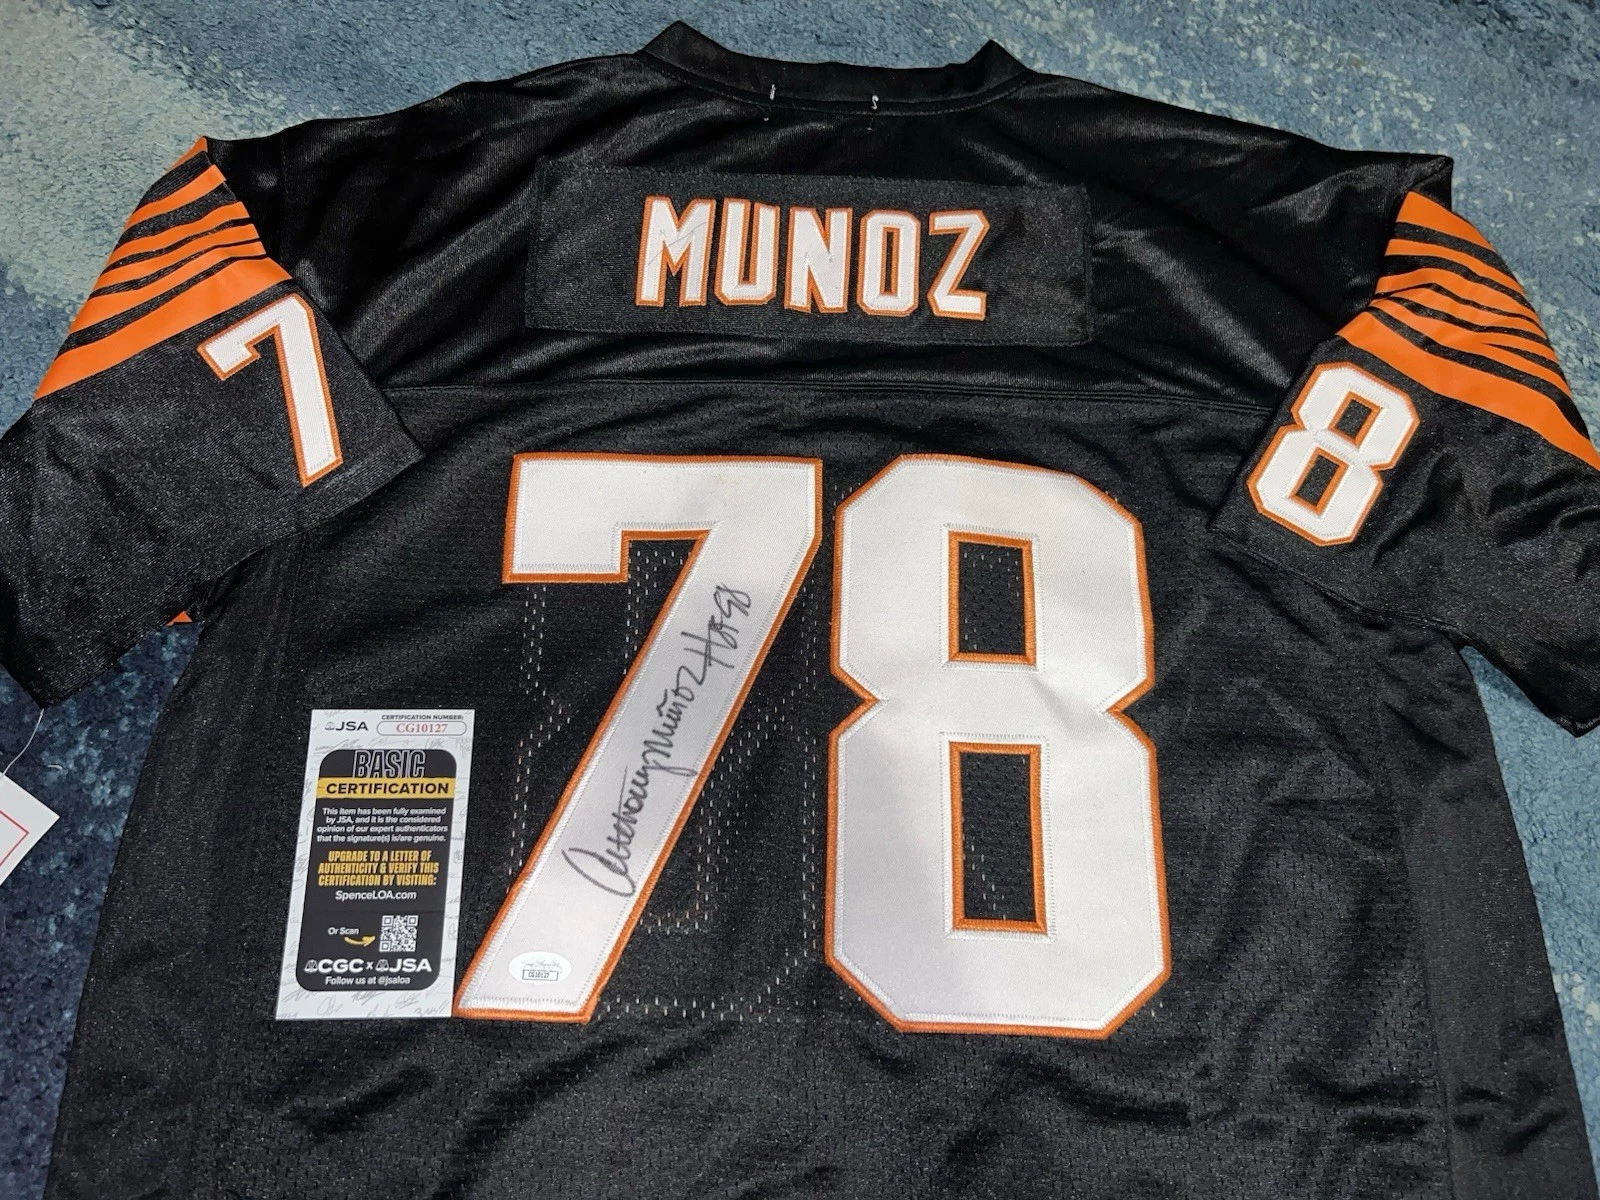 MUNOZ
7
8
78
Anthony Muñoz HOF 98
JSA
CERTIFICATION NUMBER:
CG10127
BASIC
CERTIFICATION
This item has been fully examined
by JSA, and it is the considered
opinion of our expert authenticators
that the signature(s) is/are genuine.
UPGRADE TO A LETTER OF
AUTHENTICITY & VERIFY THIS
CERTIFICATION BY VISITING:
SpenceLOA.com
Or Scan
CGC x JSA
Follow us at @jsaloa
CG10127